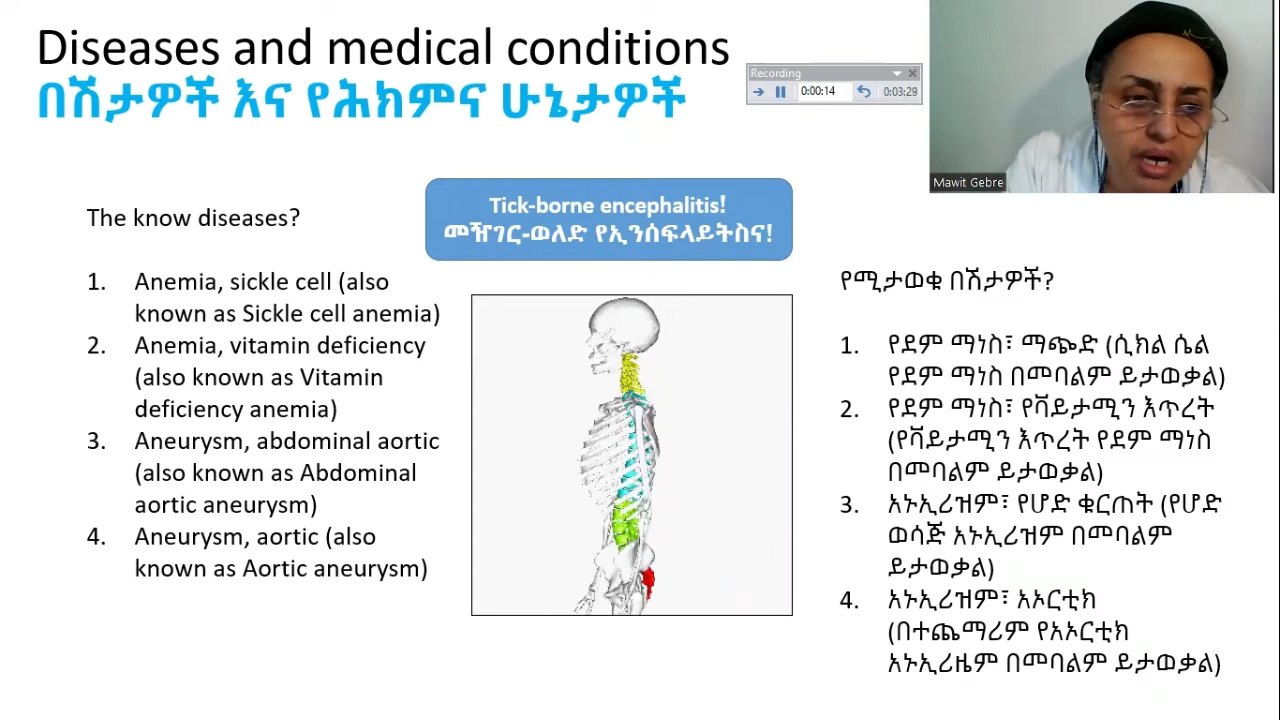 Diseases and medical conditions
በሽታዎች እና የሕክምና ሁኔታዎች
Recording
0:00:14
0:03:29
Mawit Gebre
Tick-borne encephalitis!
መዥገር-ወለድ የኢንሰፍላይትስና!
The know diseases?
1. Anemia, sickle cell (also
known as Sickle cell anemia)
2. Anemia, vitamin deficiency
(also known as Vitamin
deficiency anemia)
3. Aneurysm, abdominal aortic
(also known as Abdominal
aortic aneurysm)
4. Aneurysm, aortic (also
known as Aortic aneurysm)
የሚታወቁ በሽታዎች?
1. የደም ማነስ፣ ማጭድ (ሲክል ሴል
የደም ማነስ በመባልም ይታወቃል)
2. የደም ማነስ፣ የቫይታሚን እጥረት
(የቫይታሚን እጥረት የደም ማነስ
በመባልም ይታወቃል)
3. አኑኢሪዝም፣ የሆድ ቁርጠት (የሆድ
ወሳጅ አኑኢሪዝም በመባልም
ይታወቃል)
4. አኑኢሪዝም፣ አኦርቲክ
(በተጨማሪም የአኦርቲክ
አኑኢሪዜም በመባልም ይታወቃል)